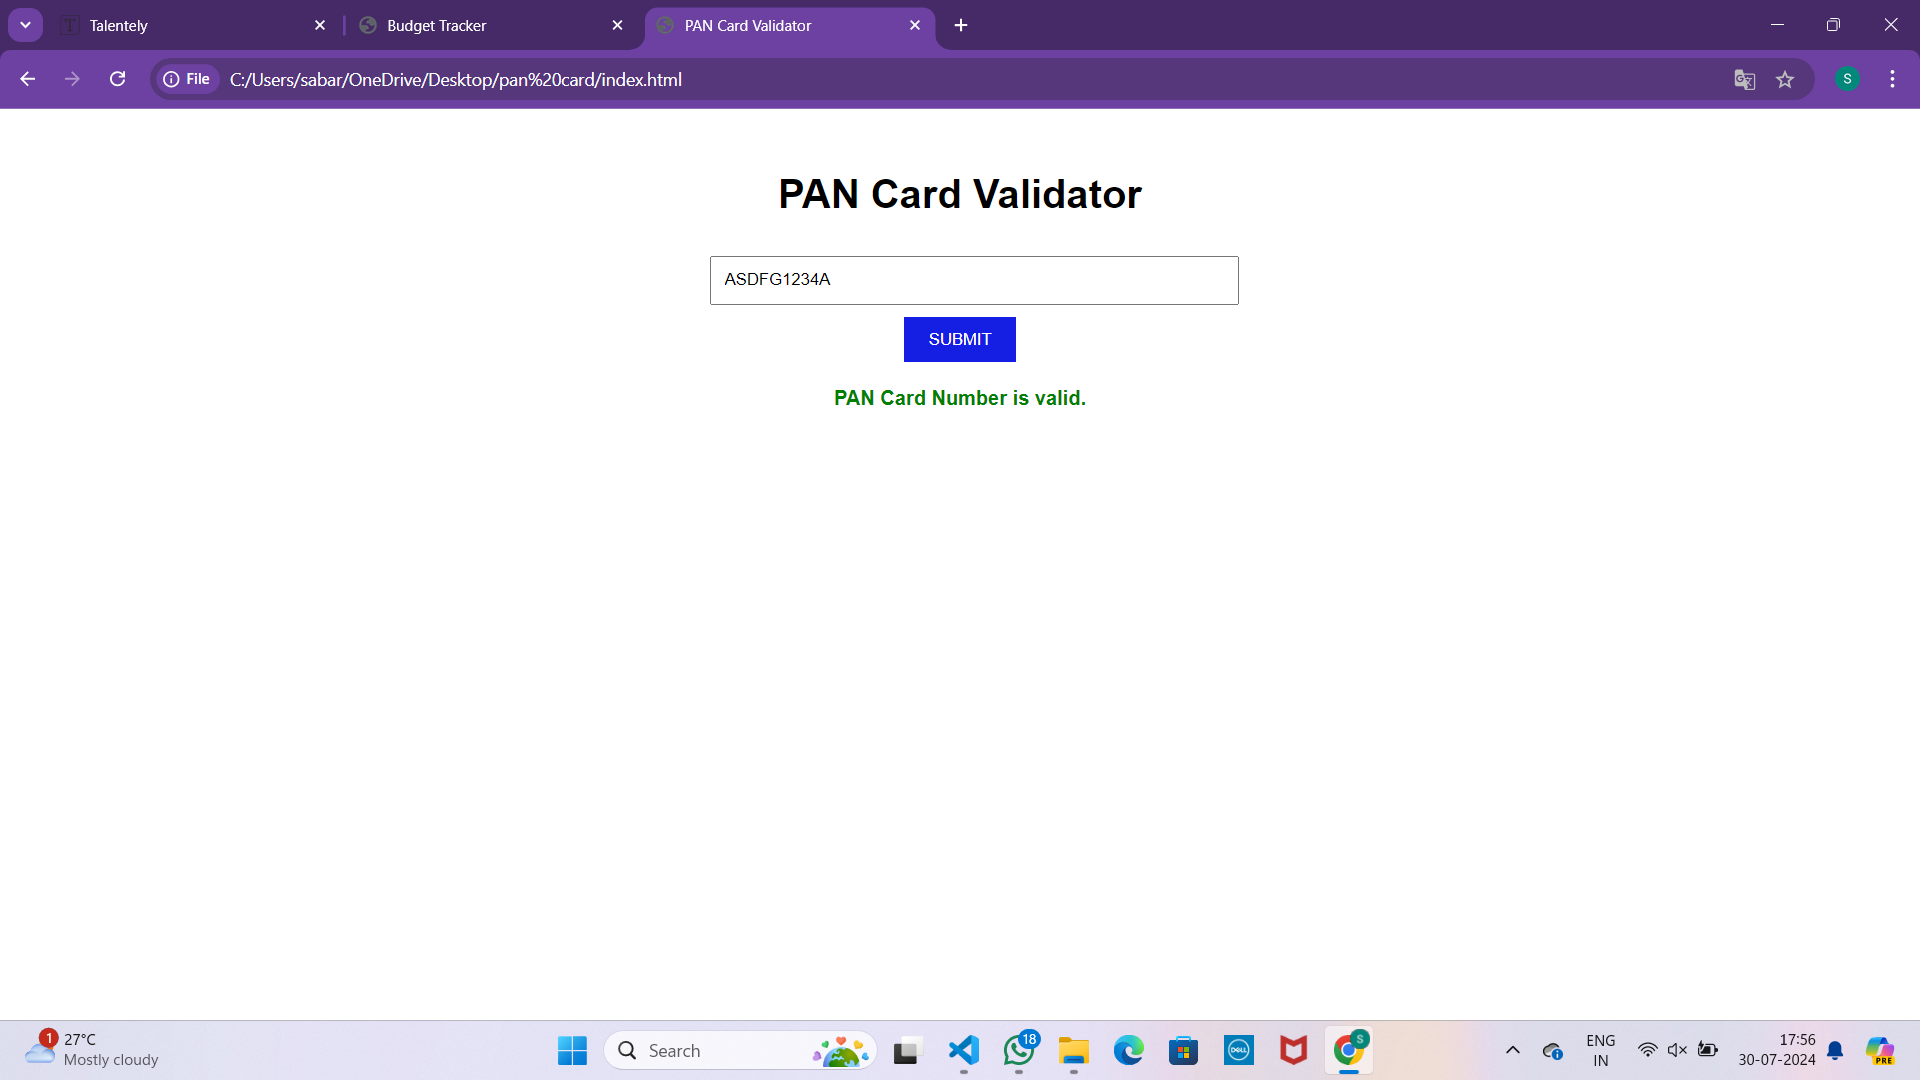 Talentely
Budget Tracker
PAN Card Validator
File
C:/Users/sabar/OneDrive/Desktop/pan%20card/index.html
S
PAN Card Validator
ASDFG1234A
SUBMIT
PAN Card Number is valid.
1
27°C
Mostly cloudy
Search
18
DELL
S
ENG
IN
17:56
30-07-2024
PRE